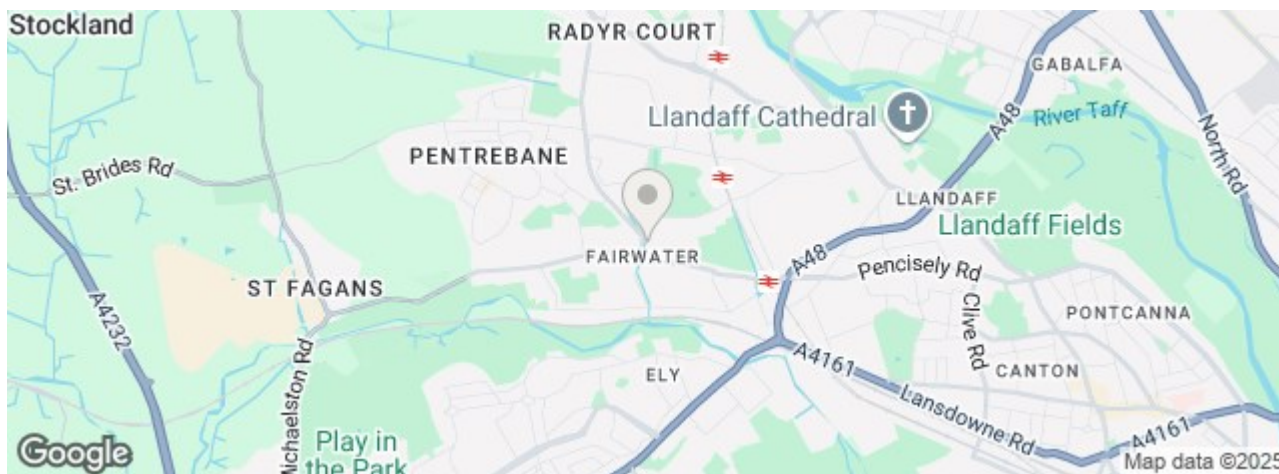 Stockland
RADYR COURT
GABALFA
Llandaff Cathedral
River Taff
A48
North Rd
PENTREBANE
St. Brides Rd
LLANDAFF
Llandaff Fields
FAIRWATER
A48
Pencisely Rd
ST FAGANS
A4232
Clive Rd
PONTCANNA
Michaelston Rd
A4161
CANTON
ELY
Lansdowne Rd
A4161
Play in
the Park
Google
Map data ©2025